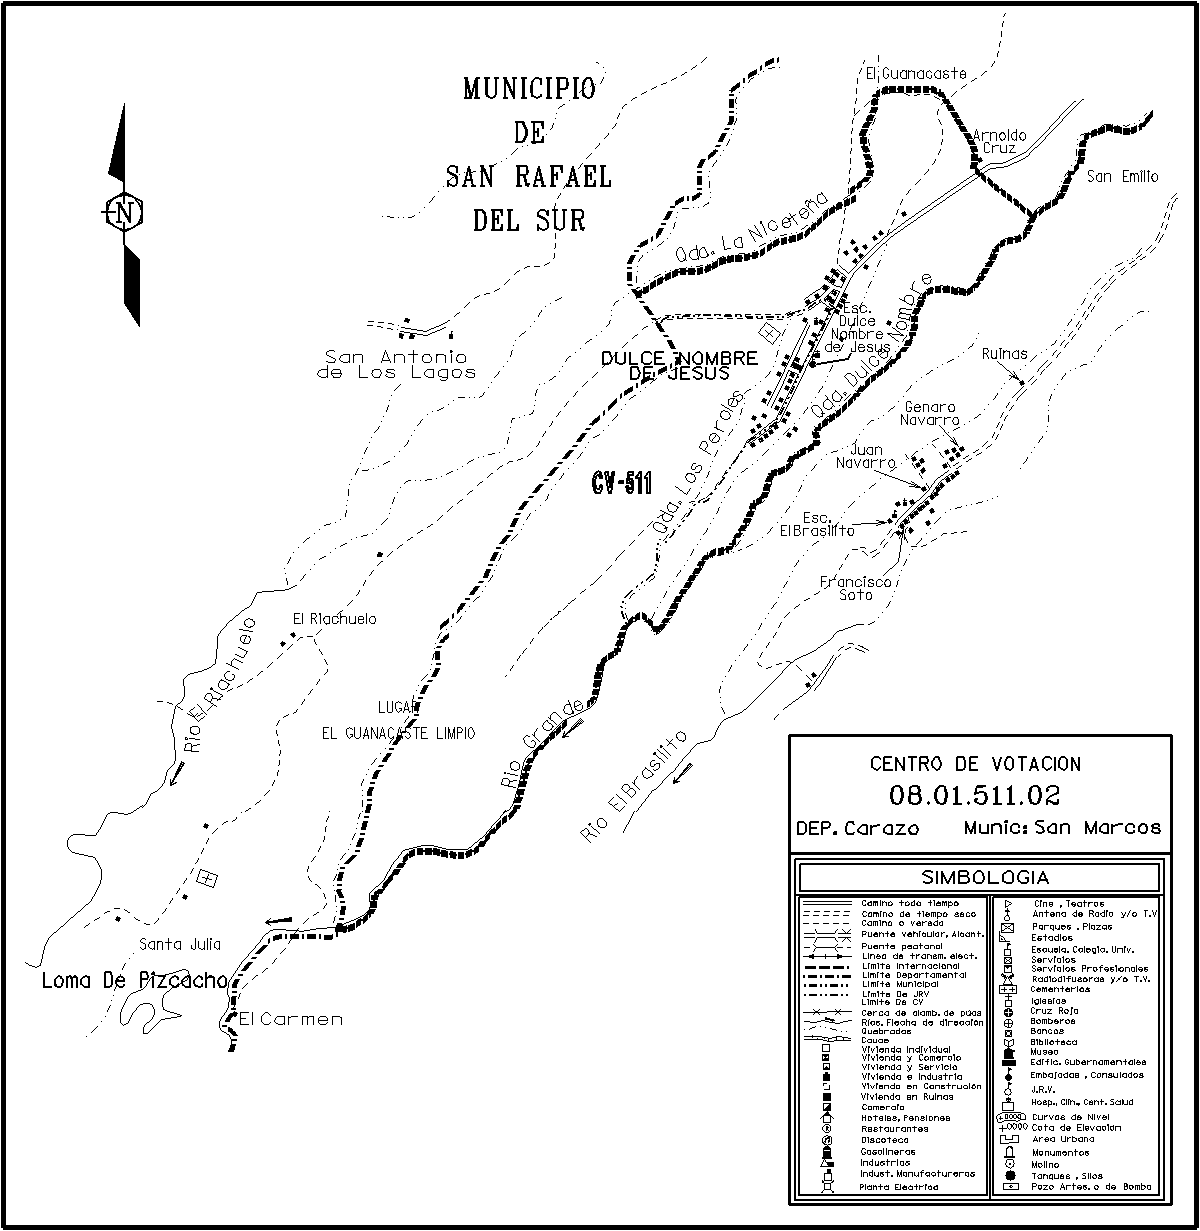 MUNICIPIO
DE
SAN RAFAEL
DEL SUR
El Guanacaste
Arnoldo
Cruz
San Emilio
Qda. La Niceteña
N
San Antonio
de Los Lagos
Esc.
Dulce
Nombre
de Jesus
DULCE NOMBRE
DE JESUS
Qda. Dulce Nombre
Ruinas
Genaro
Navarro
Juan
Navarro
Qda. Los Peroles
CV-511
Esc.
El Brasilito
Francisco
Soto
El Riachuelo
Rio El Riachuelo
LUGAR
EL GUANACASTE LIMPIO
Rio Grande
Rio El Brasilito
Santa Julia
Loma De Pizcacho
El Carmen
CENTRO DE VOTACION
08.01.511.02
DEP. Carazo Munic: San Marcos
SIMBOLOGIA
Camino todo tiempo
Camino de tiempo seco
Camino o vereda
Puente vehicular, Alcant.
Puente peatonal
Linea de transm. elect.
Limite Internacional
Limite Departamental
Limite Municipal
Limite De JRV
Limite De CV
Cerca de alamb. de púas
Ríos. Flecha de dirección
Quebradas
Cauce
Vivienda Individual
Vivienda y Comercio
Vivienda y Servicio
Vivienda e Industria
Vivienda en Construción
Vivienda en Ruinas
Comercio
Hoteles, Pensiones
Restaurantes
Discoteca
Gasolineras
Industrias
Indust. Manufactureras
Planta Electrica
Cine , Teatros
Antena de Radio y/o T.V
Parques , Plazas
Estadios
Escuela. Colegio. Univ.
Servicios
Servicios Profesionales
Radiodifusoras y/o T.V.
Cementerios
Iglesias
Cruz Roja
Bomberos
Bancos
Biblioteca
Museo
Edific. Gubernamentales
Embajadas , Consulados
J.R.V.
Hosp., Clin., Cent. Salud
Curvas de Nivel
Cota de Elevación
Area Urbana
Monumentos
Molino
Tanques , Silos
Pozo Artes. o de Bomba